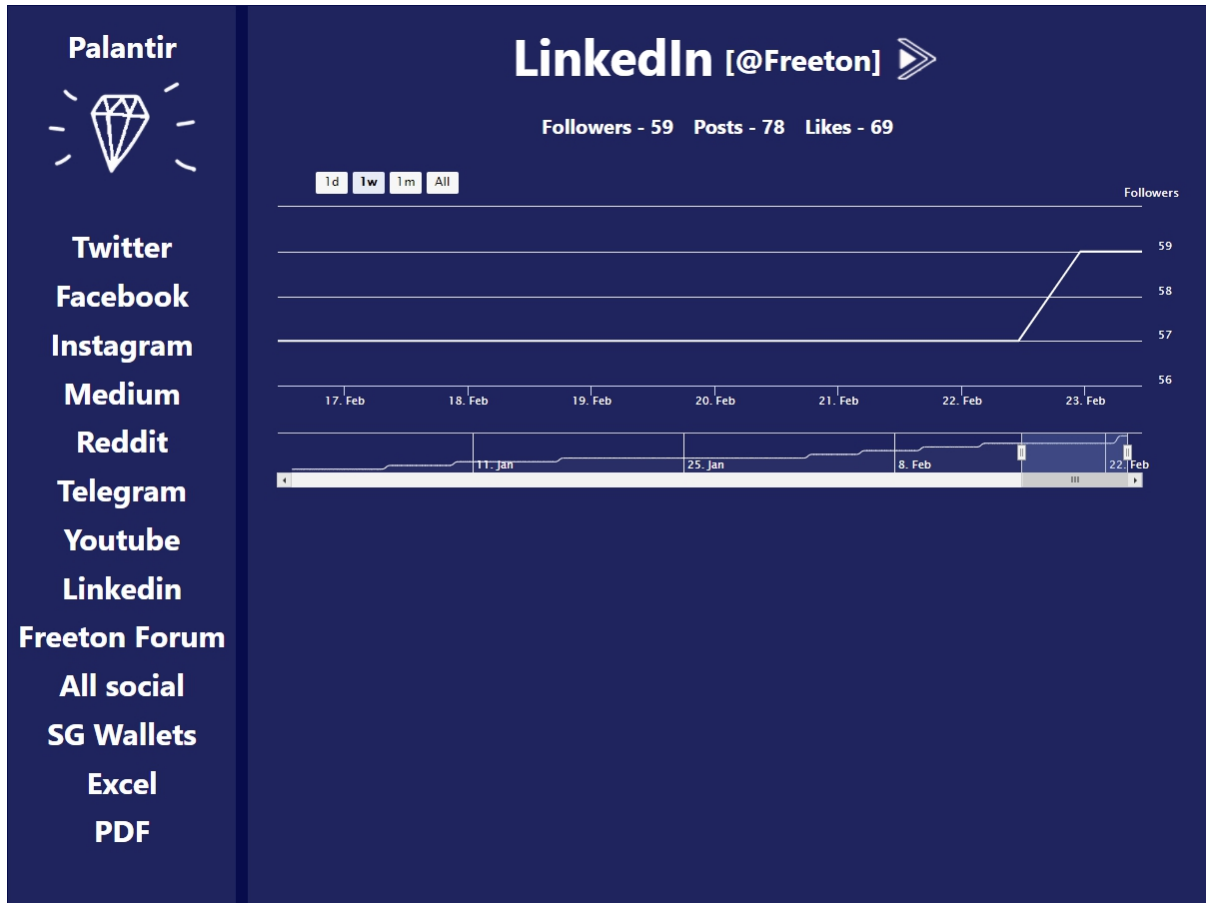 Palantir
Twitter
Facebook
Instagram
Medium
Reddit
Telegram
Youtube
Linkedin
Freeton Forum
All social
SG Wallets
Excel
PDF
LinkedIn [@Freeton]
Followers - 59 Posts - 78 Likes - 69
1d 1w 1m All
Followers
59
58
57
56
17. Feb 18. Feb 19. Feb 20. Feb 21. Feb 22. Feb 23. Feb
11. Jan 25. Jan 8. Feb 22. Feb